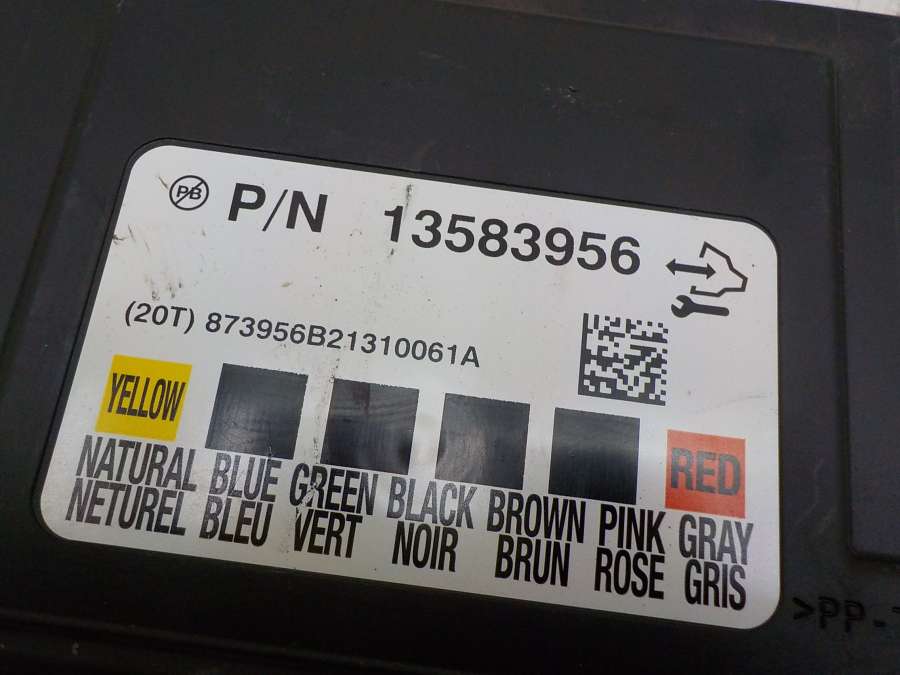 PB P/N 13583956
(20T) 873956B21310061A
YELLOW RED
NATURAL BLUE GREEN BLACK BROWN PINK GRAY
NETUREL BLEU VERT NOIR BRUN ROSE GRIS
>PP-